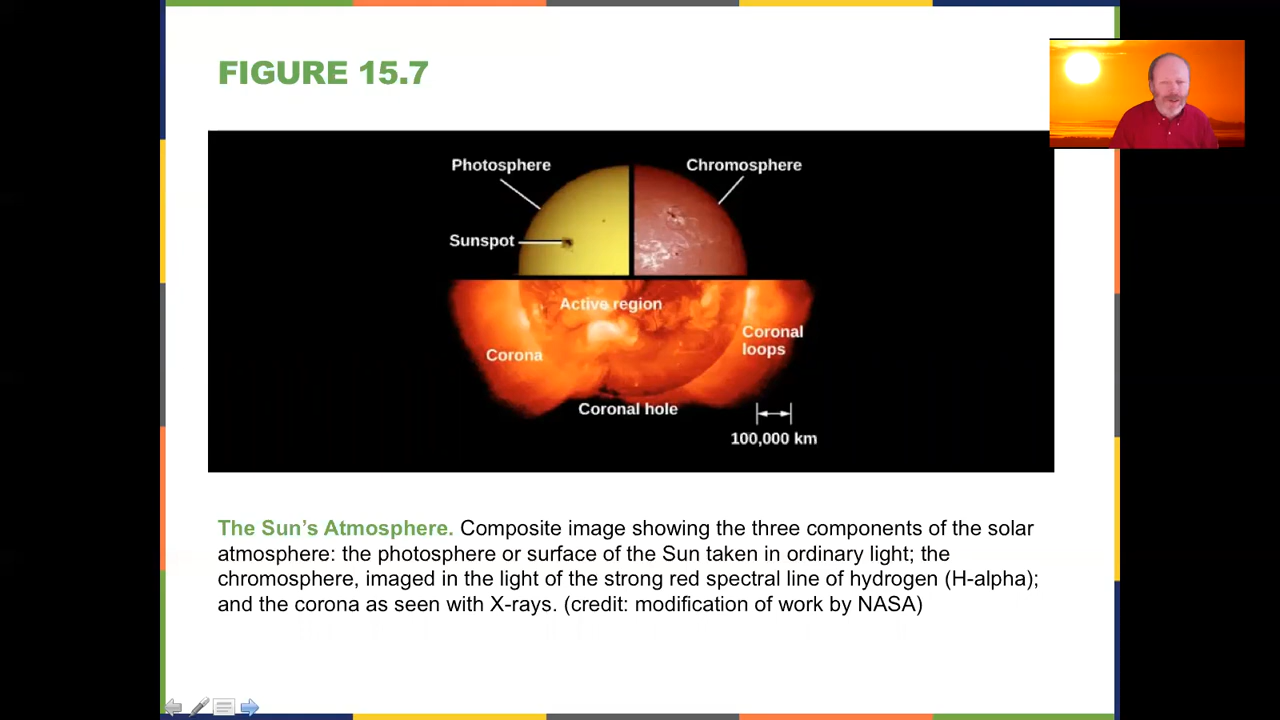 FIGURE 15.7
Photosphere
Chromosphere
Sunspot
Active region
Coronal
loops
Corona
Coronal hole
100,000 km
The Sun’s Atmosphere. Composite image showing the three components of the solar
atmosphere: the photosphere or surface of the Sun taken in ordinary light; the
chromosphere, imaged in the light of the strong red spectral line of hydrogen (H-alpha);
and the corona as seen with X-rays. (credit: modification of work by NASA)